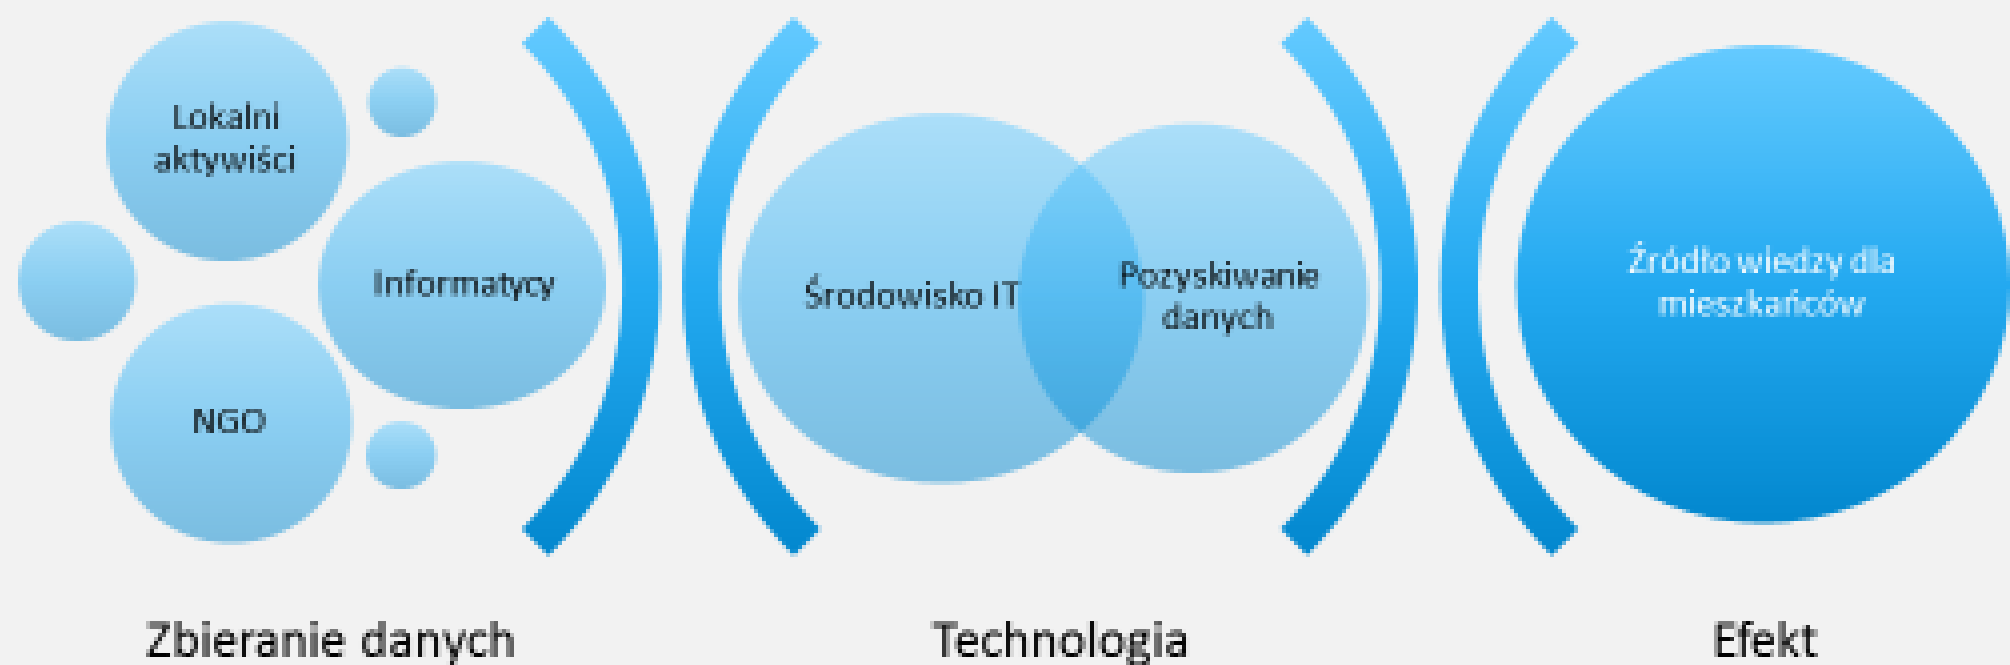 Lokalni
aktywiści
Informatycy
NGO
Zbieranie danych
Środowisko IT
Pozyskiwanie
danych
Technologia
Źródło wiedzy dla
mieszkańców
Efekt